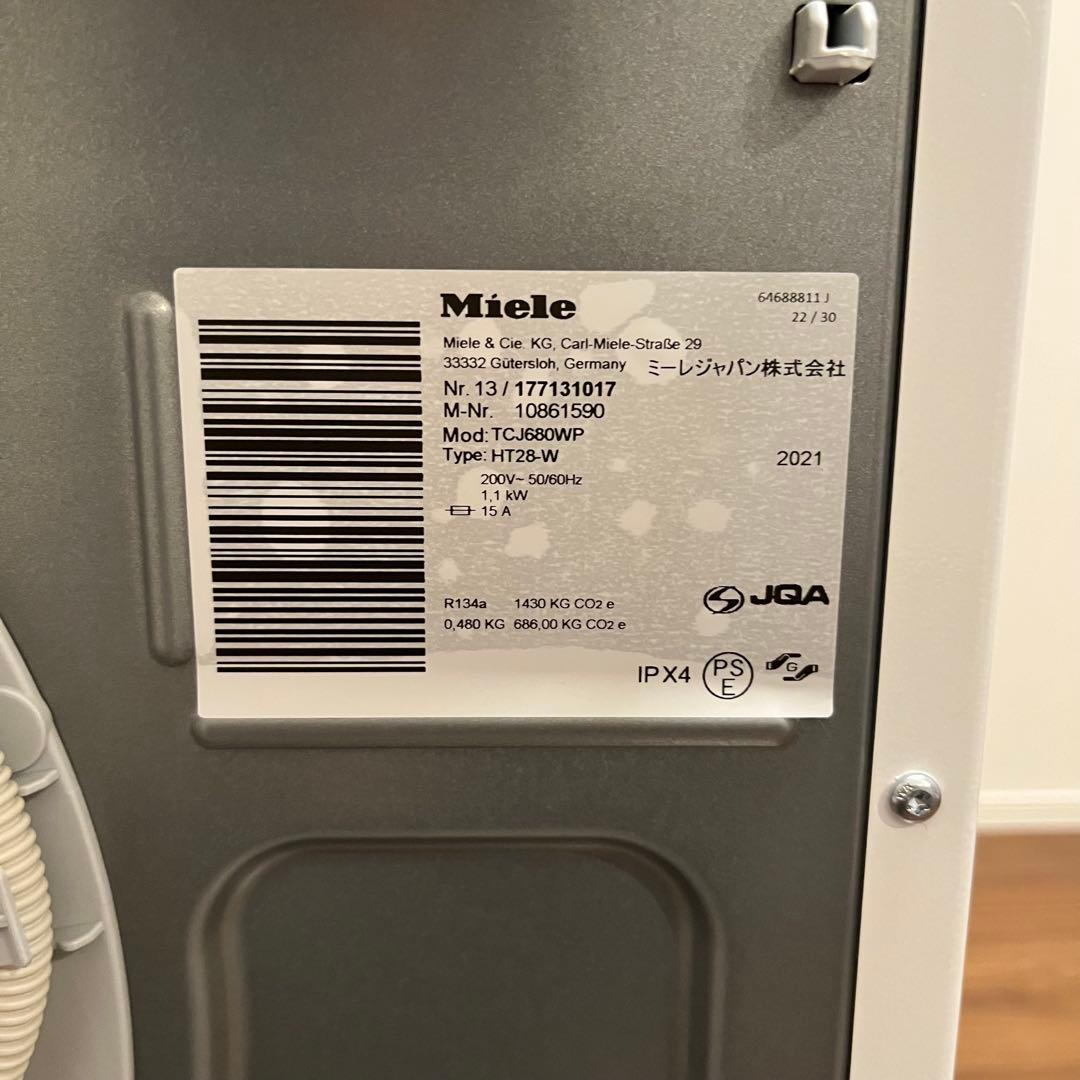 Miele
64688811 J
22 / 30
Miele & Cie. KG, Carl-Miele-Straße 29
33332 Gütersloh, Germany ミーレジャパン株式会社
Nr. 13 / 177131017
M-Nr. 10861590
Mod: TCJ680WP
Type: HT28-W
2021
200V~ 50/60Hz
1,1 kW
15 A
JQA
R134a 1430 KG CO2 e
0,480 KG 686,00 KG CO2 e
IPX4
PS
E
G